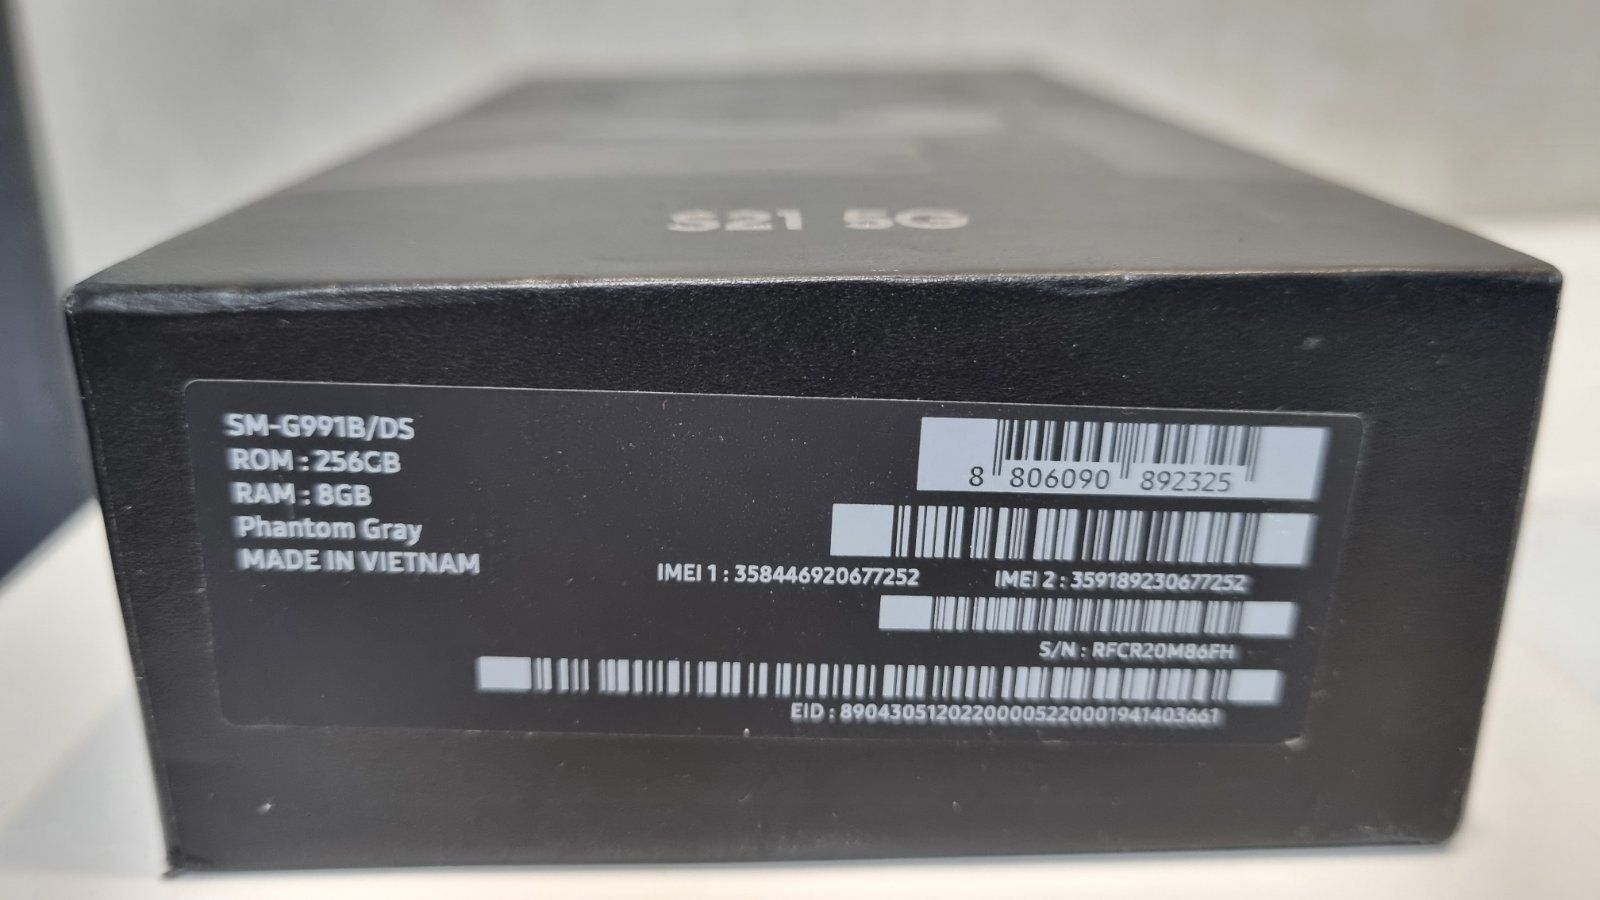 S21 5G
SM-G991B/DS
ROM : 256GB
RAM : 8GB
Phantom Gray
MADE IN VIETNAM
8 806090 892325
IMEI 1 : 358446920677252 IMEI 2 : 359189230677252
S/N : RFCR20M86FH
EID : 89043051202200005220001941403661